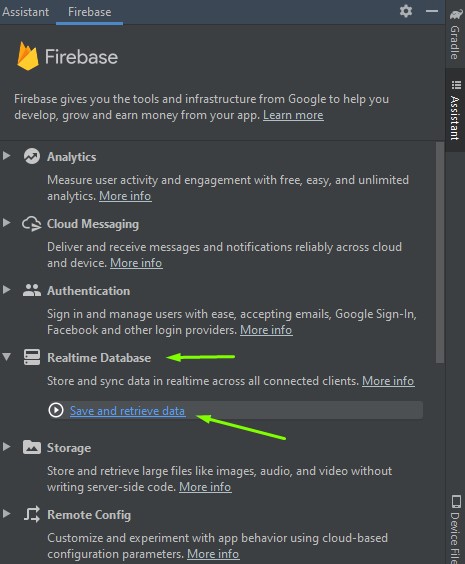 Assistant Firebase
Firebase
Firebase gives you the tools and infrastructure from Google to help you
develop, grow and earn money from your app. Learn more
Analytics
Measure user activity and engagement with free, easy, and unlimited
analytics. More info
Cloud Messaging
Deliver and receive messages and notifications reliably across cloud
and device. More info
Authentication
Sign in and manage users with ease, accepting emails, Google Sign-In,
Facebook and other login providers. More info
Realtime Database
Store and sync data in realtime across all connected clients. More info
Save and retrieve data
Storage
Store and retrieve large files like images, audio, and video without
writing server-side code. More info
Remote Config
Customize and experiment with app behavior using cloud-based
configuration parameters. More info
Gradle
Assistant
Device File